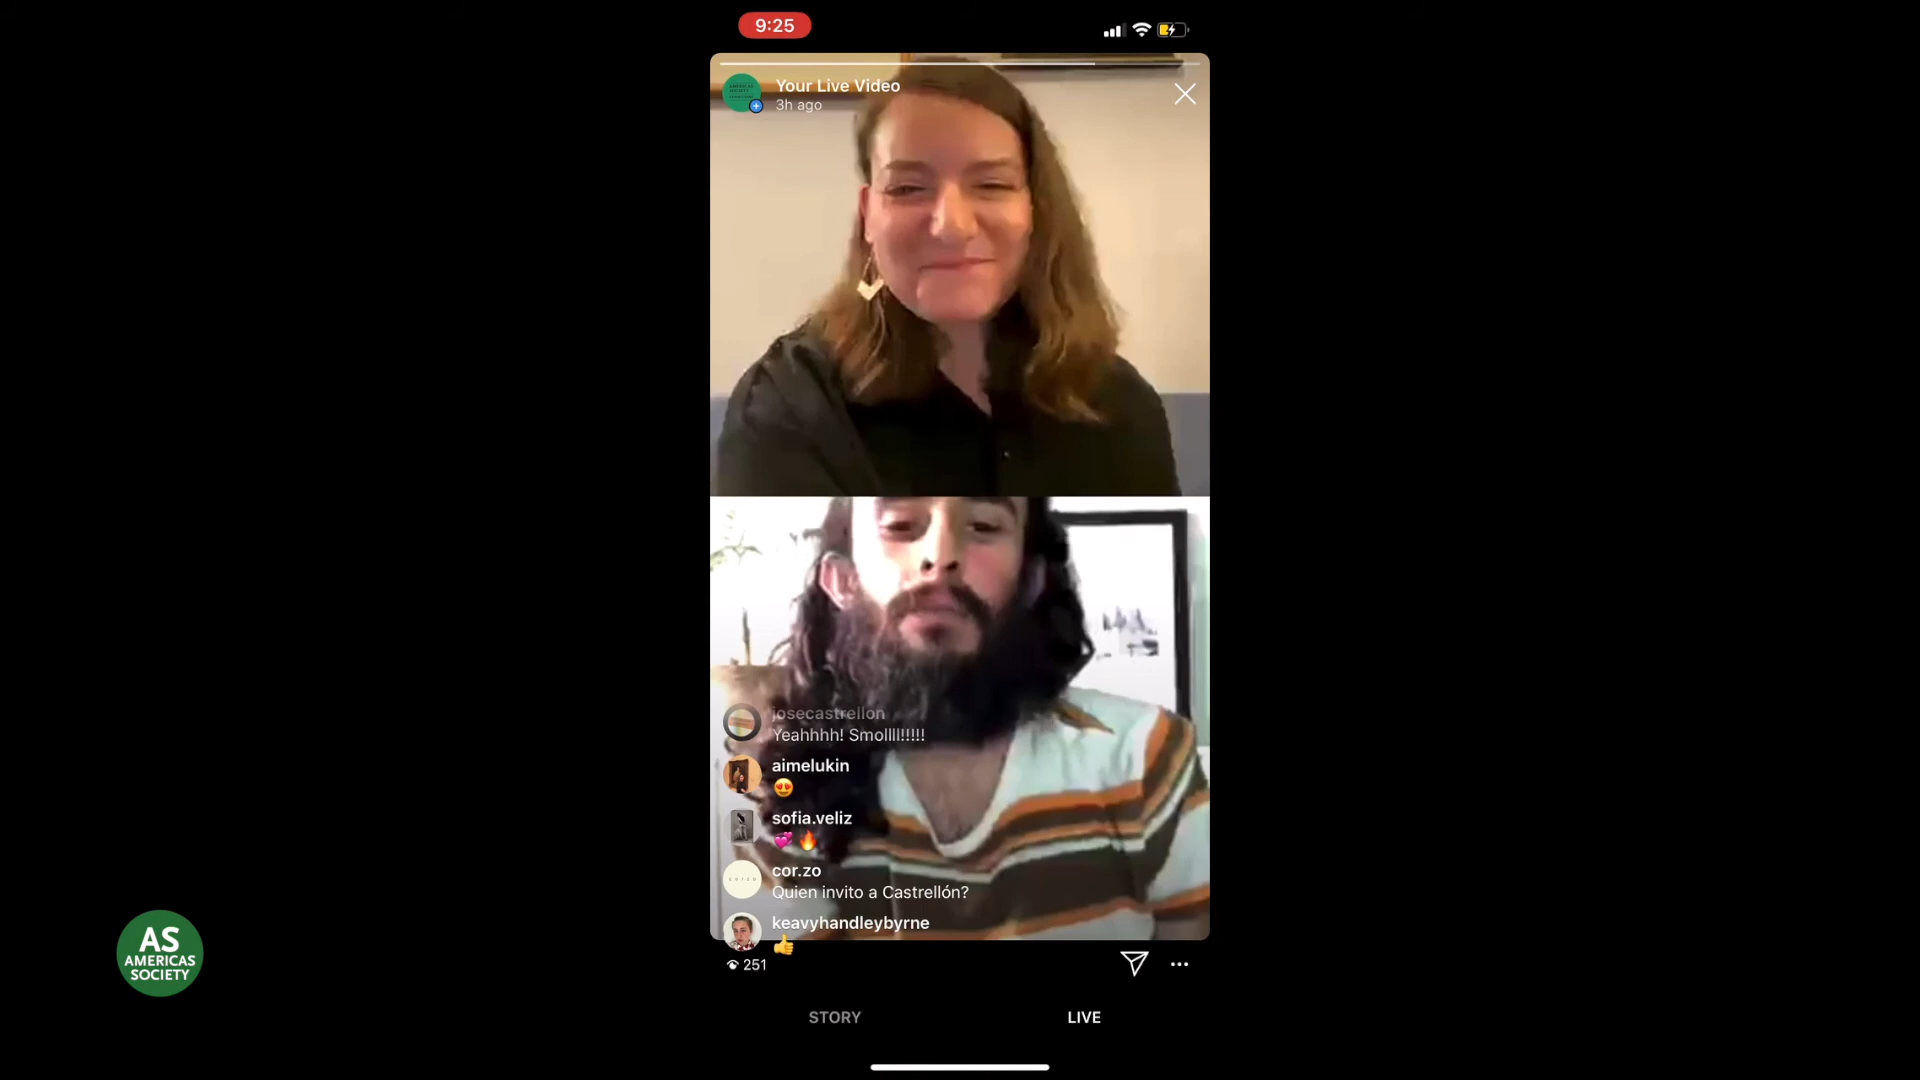 9:25
Your Live Video
3h ago
josecastrellon
Yeahhhh! Smollll!!!!!
aimelukin
😍
sofia.veliz
💞 🔥
cor.zo
Quien invito a Castrellón?
keavyhandleybyrne
👍
251
STORY LIVE
AS
AMERICAS
SOCIETY